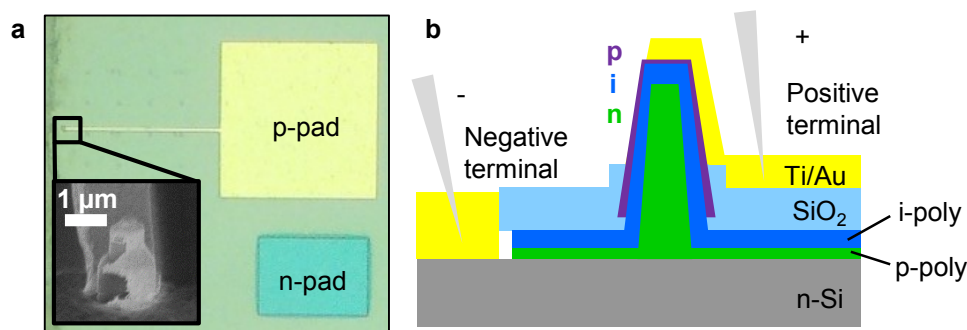 a
p-pad
1 µm
n-pad
b
-
Negative
terminal
p
i
n
+
Positive
terminal
Ti/Au
SiO₂
i-poly
p-poly
n-Si